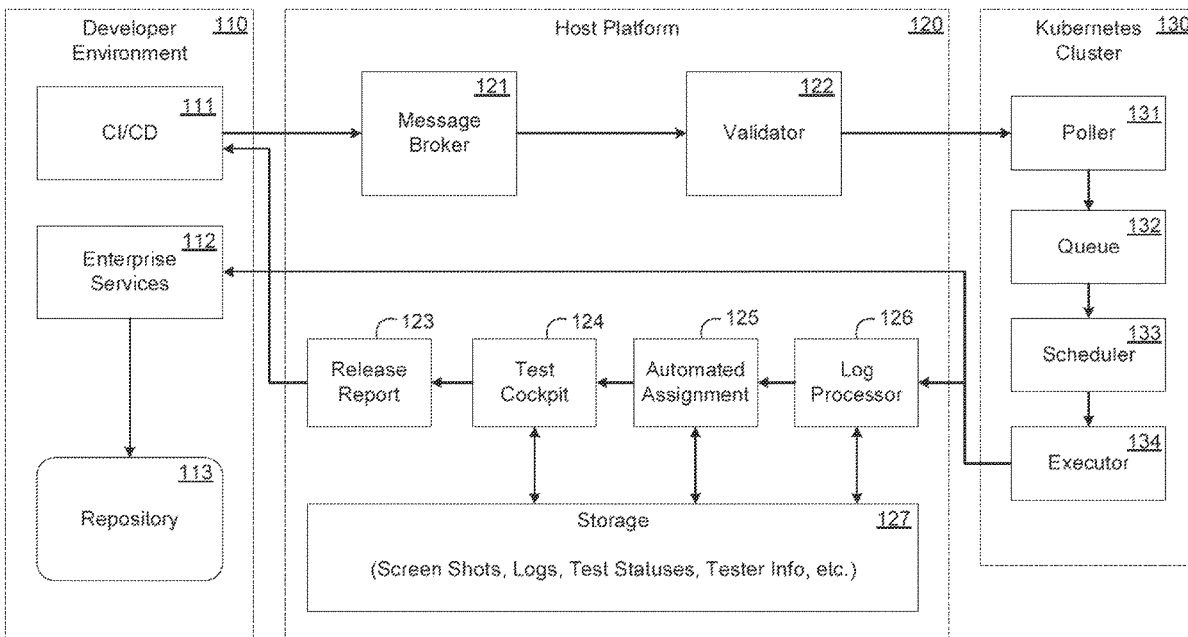 Developer
Environment
110
CI/CD
111
Enterprise
Services
112
Repository
113
Host Platform
120
Message
Broker
121
Validator
122
Release
Report
123
Test
Cockpit
124
Automated
Assignment
125
Log
Processor
126
Storage
127
(Screen Shots, Logs, Test Statuses, Tester Info, etc.)
Kubernetes
Cluster
130
Poller
131
Queue
132
Scheduler
133
Executor
134